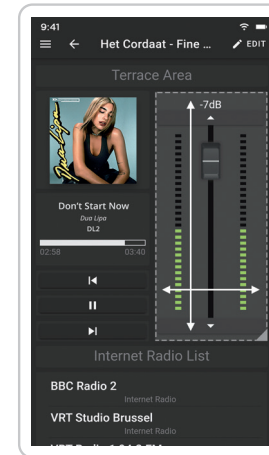 9:41
Het Cordaat - Fine ...
EDIT
Terrace Area
-7dB
Dua Lipa
Don't Start Now
Dua Lipa
DL2
02:58
03:40
Internet Radio List
BBC Radio 2
Internet Radio
VRT Studio Brussel
Internet Radio